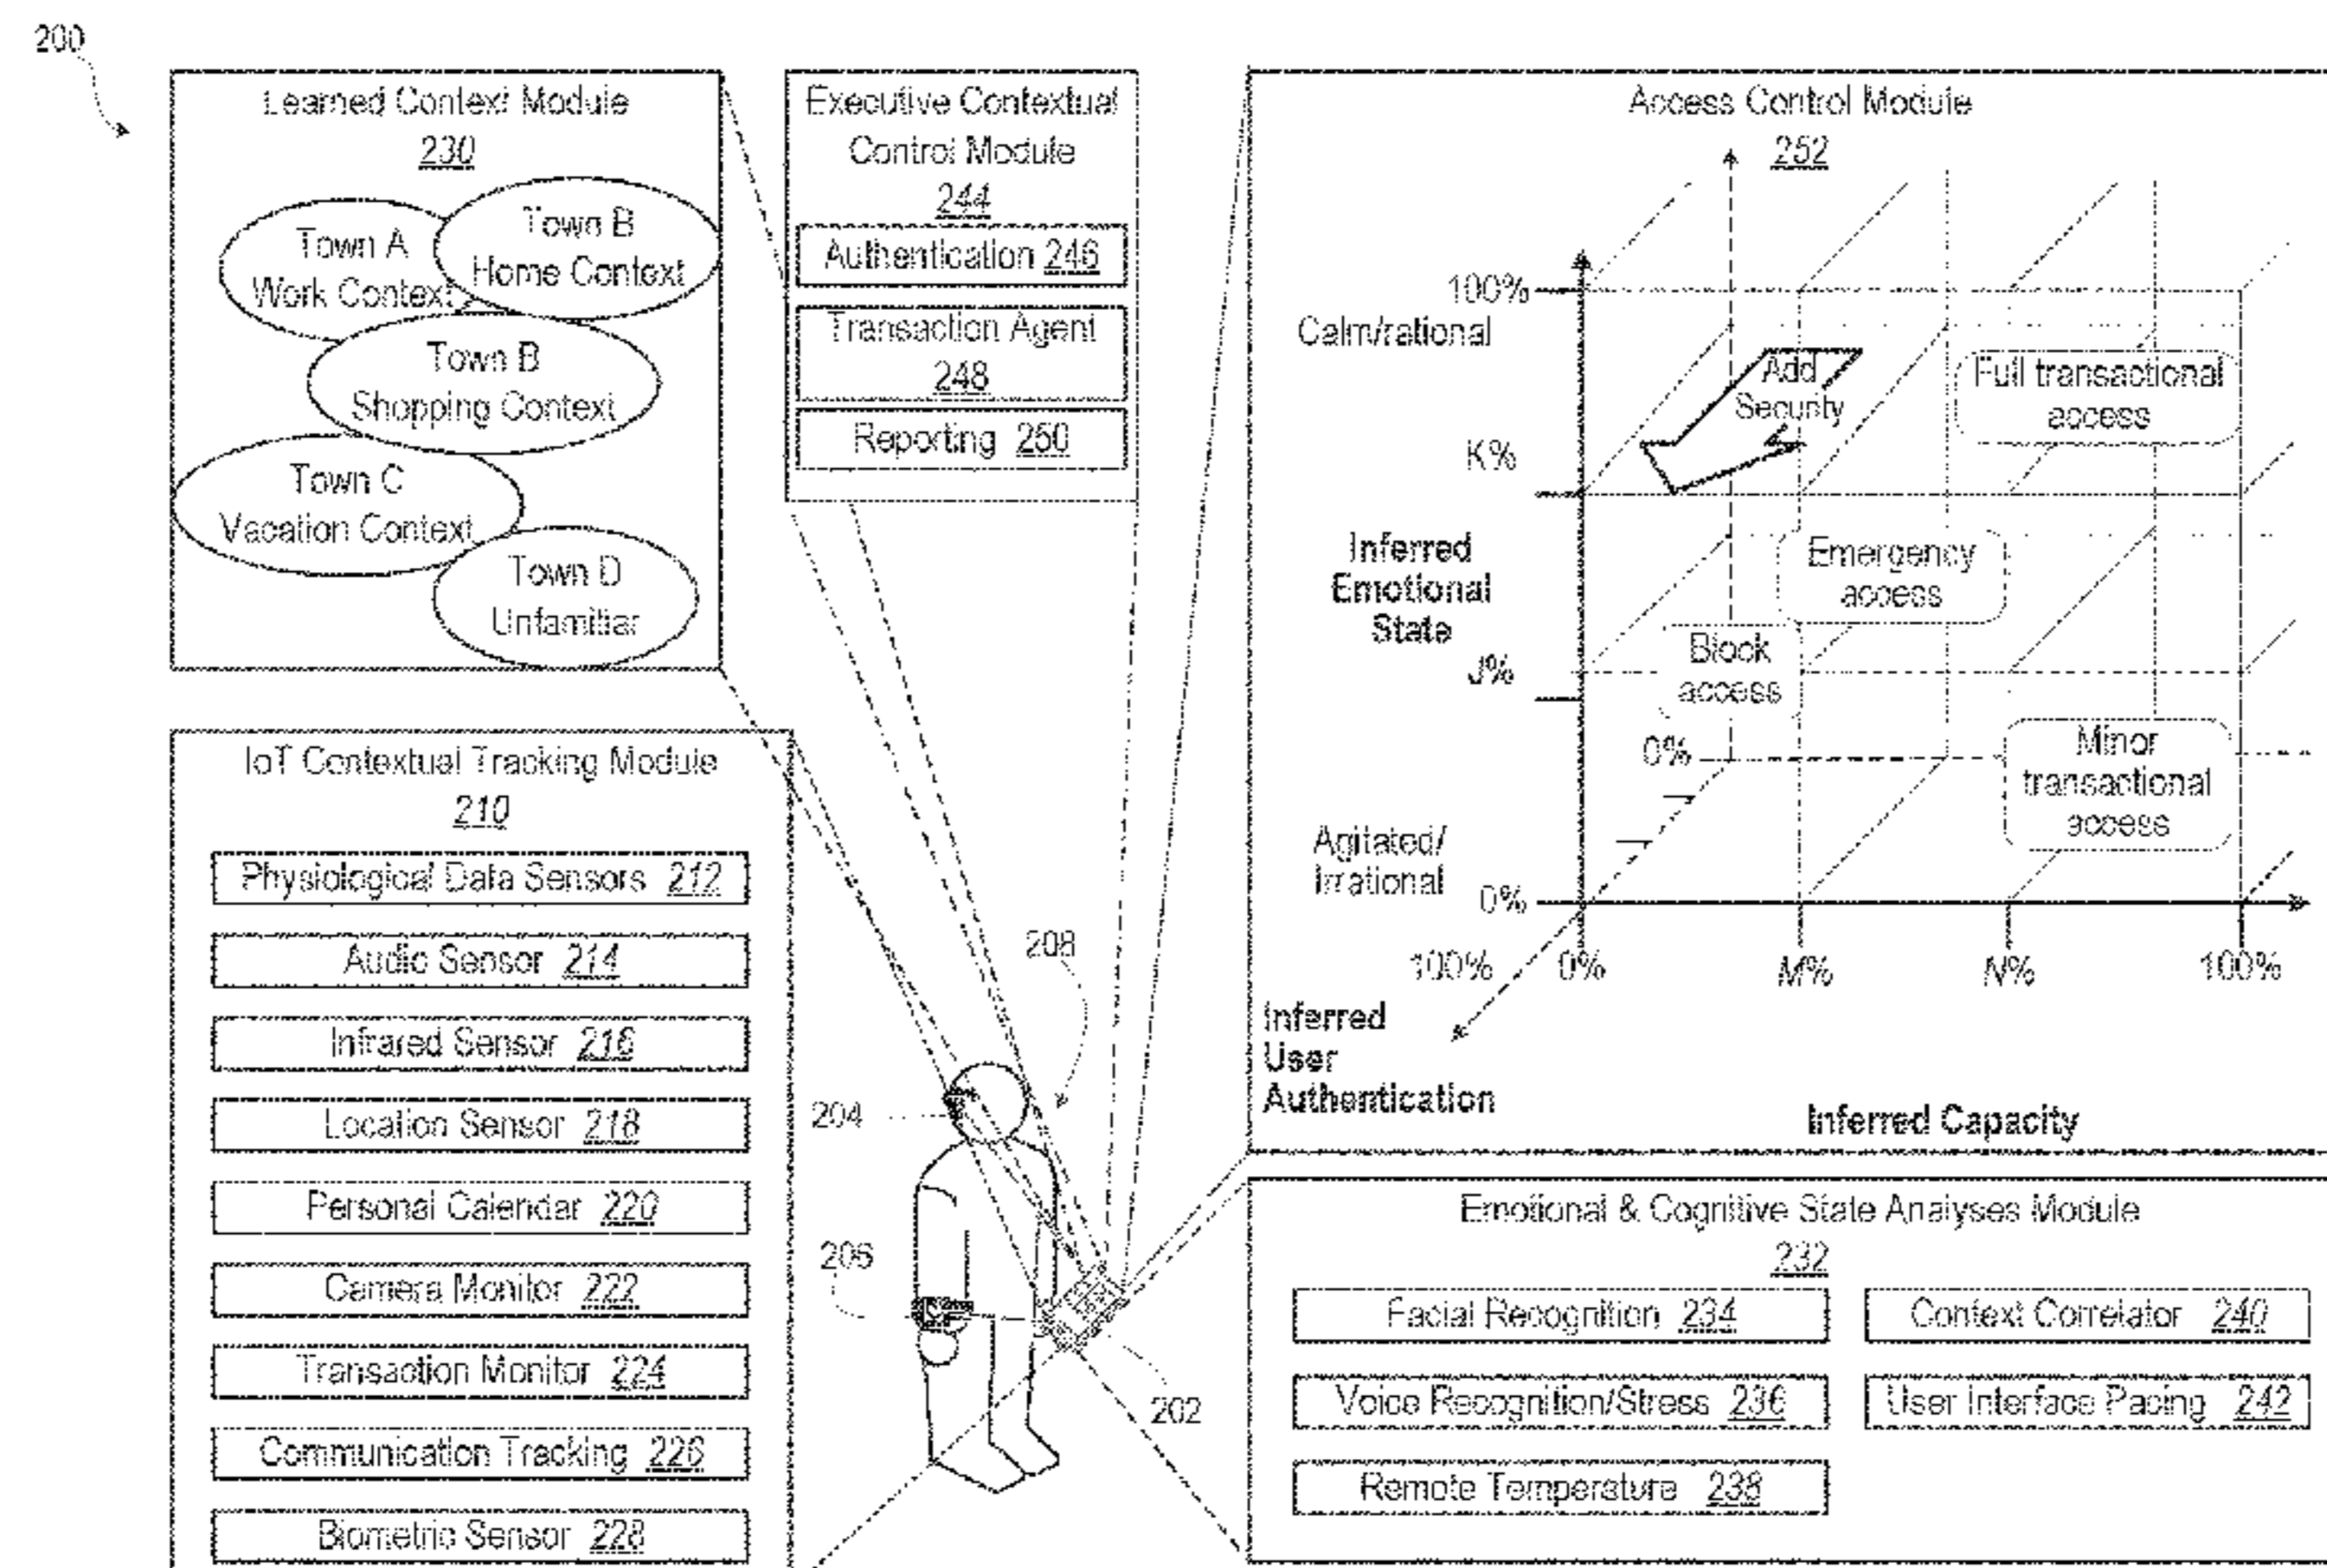 200
Learned Context Module
230
Town A
Work Context
Town B
Home Context
Town B
Shopping Context
Town C
Vacation Context
Town D
Unfamiliar
Executive Contextual
Control Module
244
Authentication 246
Transaction Agent
248
Reporting 250
Access Control Module
252
100%
Calm/rational
K%
Inferred
Emotional
State
J%
Agitated/
Irrational
0%
Add
Security
Full transactional
access
Emergency
access
Block
access
0%
Minor
transactional
access
100%
0%
M%
N%
100%
Inferred
User
Authentication
Inferred Capacity
IoT Contextual Tracking Module
210
Physiological Data Sensors 212
Audio Sensor 214
Infrared Sensor 216
Location Sensor 218
Personal Calendar 220
Camera Monitor 222
Transaction Monitor 224
Communication Tracking 226
Biometric Sensor 228
208
204
206
202
Emotional & Cognitive State Analyses Module
232
Facial Recognition 234
Context Correlator 240
Voice Recognition/Stress 236
User Interface Pacing 242
Remote Temperature 238